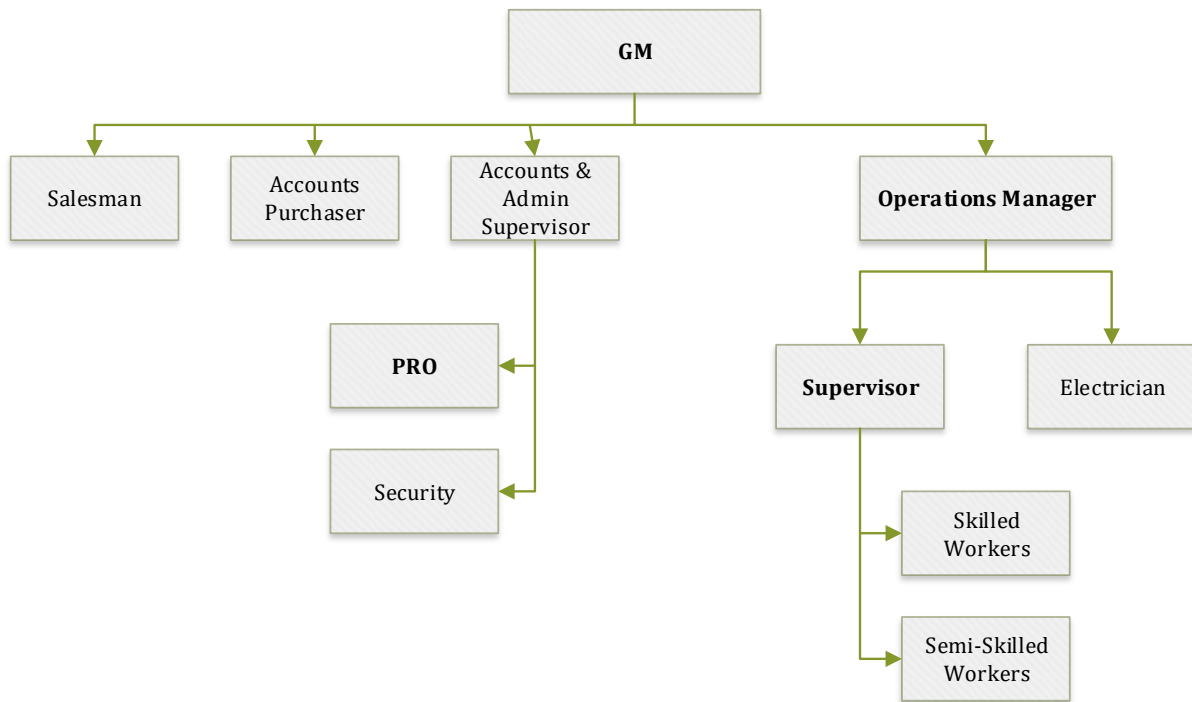 GM
Salesman
Accounts
Purchaser
Accounts &
Admin
Supervisor
Operations Manager
PRO
Supervisor
Electrician
Security
Skilled
Workers
Semi-Skilled
Workers